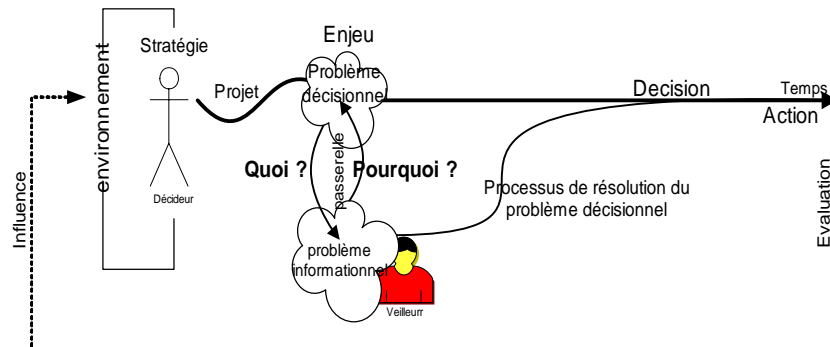 Enjeu
Stratégie
environnement
Problème
décisionnel
Projet
Decision
Temps
Action
passerelle
Quoi ?
Pourquoi ?
Décideur
Influence
Processus de résolution du
problème décisionnel
Evaluation
problème
informationnel
Veilleurr